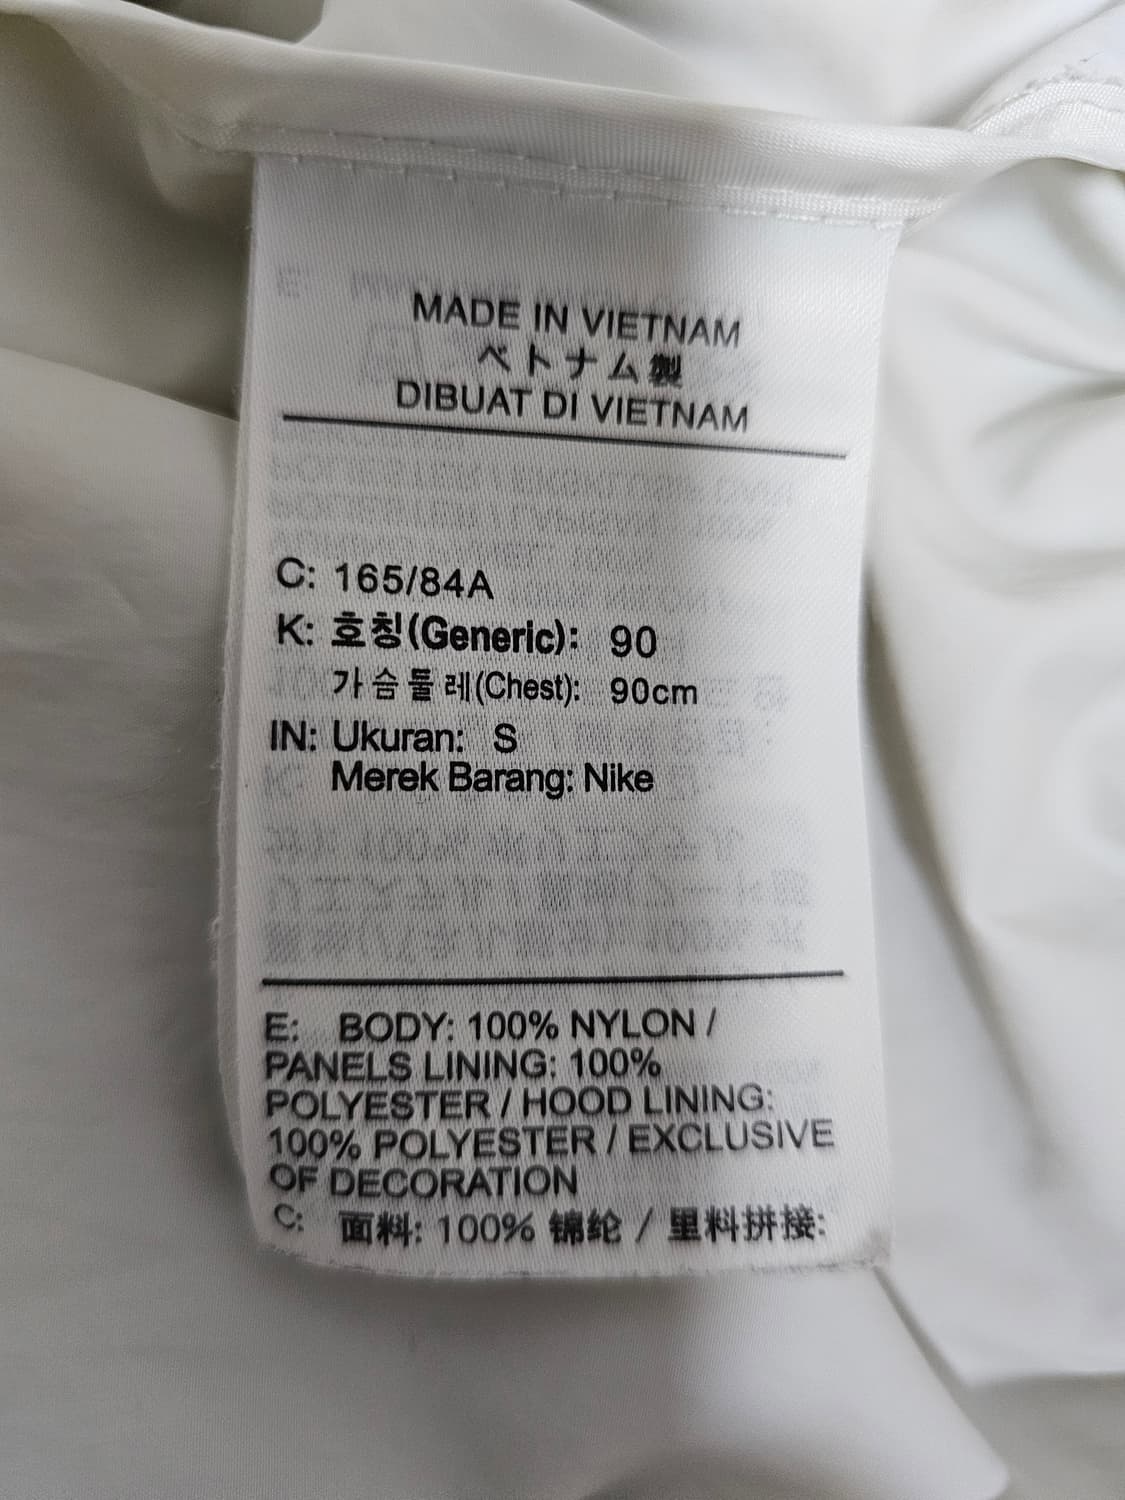 MADE IN VIETNAM
ベトナム製
DIBUAT DI VIETNAM
C: 165/84A
K: 호칭(Generic): 90
가슴둘레(Chest): 90cm
IN: Ukuran: S
Merek Barang: Nike
E: BODY: 100% NYLON /
PANELS LINING: 100%
POLYESTER / HOOD LINING:
100% POLYESTER / EXCLUSIVE
OF DECORATION
C: 面料: 100% 锦纶 / 里料拼接: